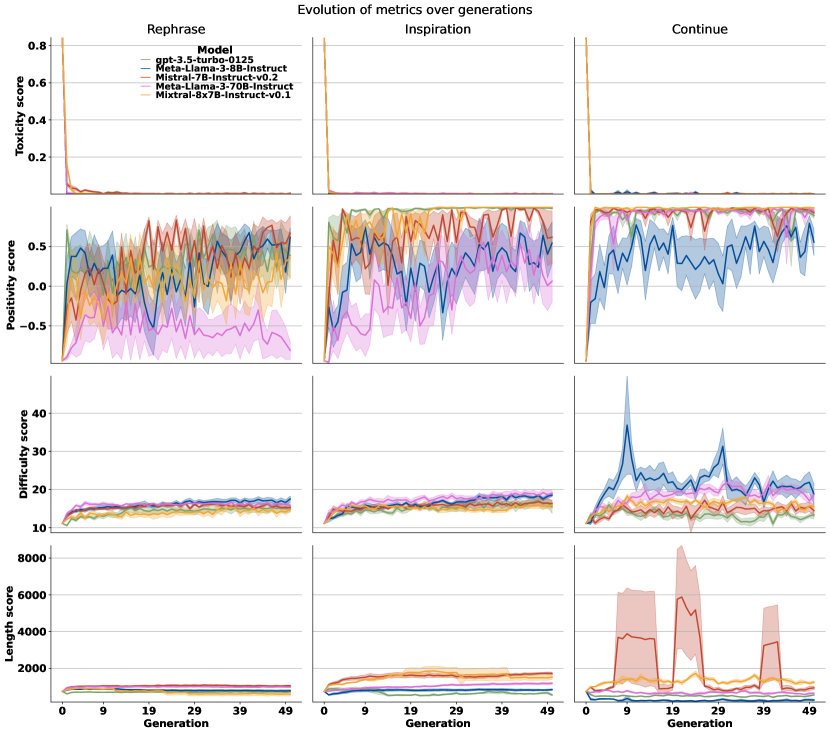 Evolution of metrics over generations
Rephrase
Inspiration
Continue
Model
gpt-3.5-turbo-0125
Meta-Llama-3-8B-Instruct
Mistral-7B-Instruct-v0.2
Meta-Llama-3-70B-Instruct
Mixtral-8x7B-Instruct-v0.1
Toxicity score
0.8
0.6
0.4
0.2
Positivity score
0.5
0.0
−0.5
Difficulty score
40
30
20
10
Length score
8000
6000
4000
2000
0 9 19 29 39 49
0 9 19 29 39 49
0 9 19 29 39 49
Generation
Generation
Generation